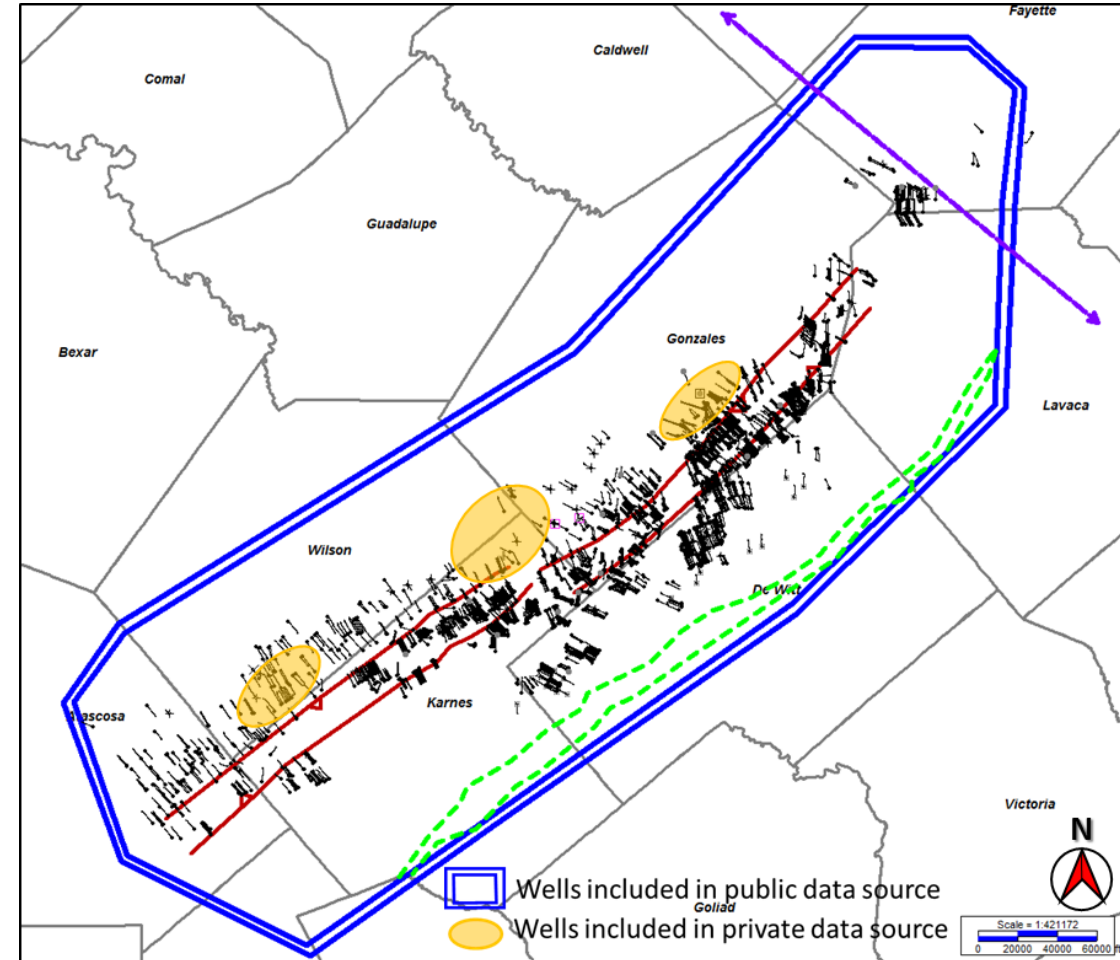 Fayette
Caldwell
Comal
Guadalupe
Bexar
Gonzales
Lavaca
Wilson
De Witt
Karnes
Atascosa
Victoria
N
Wells included in public data source
Goliad
Wells included in private data source
Scale = 1:421172
0 20000 40000 60000 ft